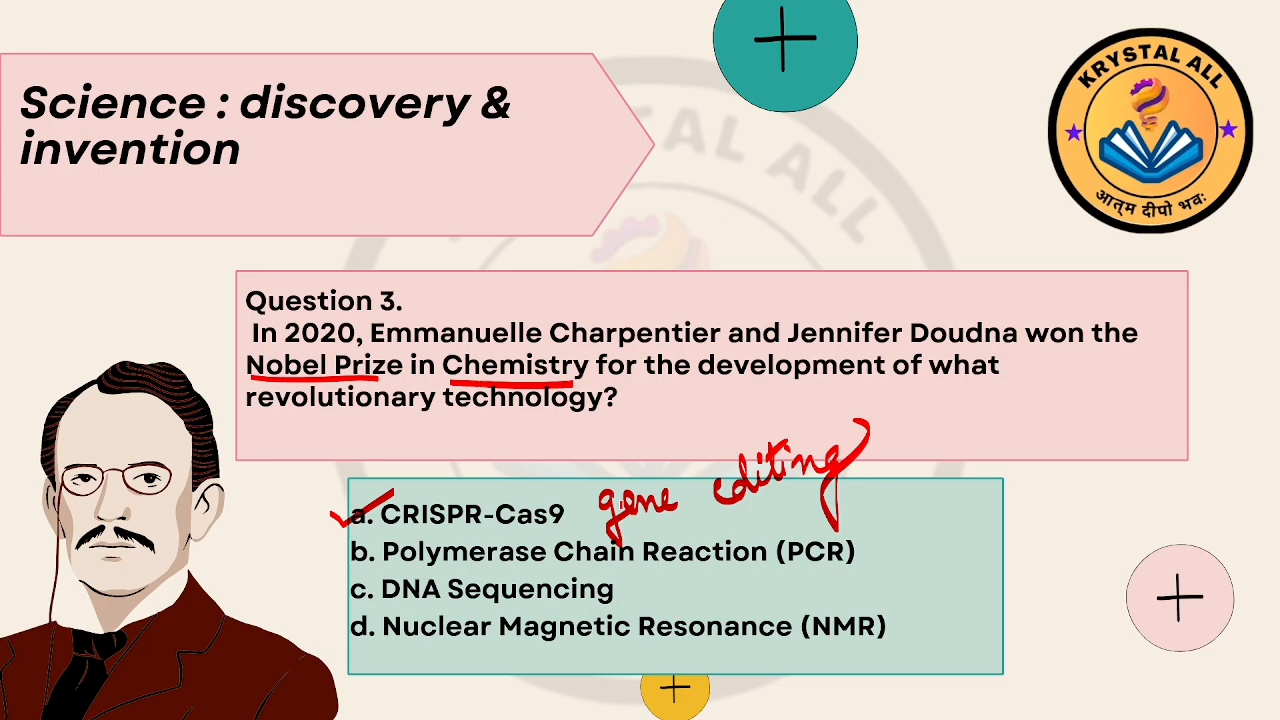 Science : discovery &
invention
KRYSTAL ALL
आत्म दीपो भवः
Question 3.
In 2020, Emmanuelle Charpentier and Jennifer Doudna won the
Nobel Prize in Chemistry for the development of what
revolutionary technology?
gene editing
a. CRISPR-Cas9
b. Polymerase Chain Reaction (PCR)
c. DNA Sequencing
d. Nuclear Magnetic Resonance (NMR)